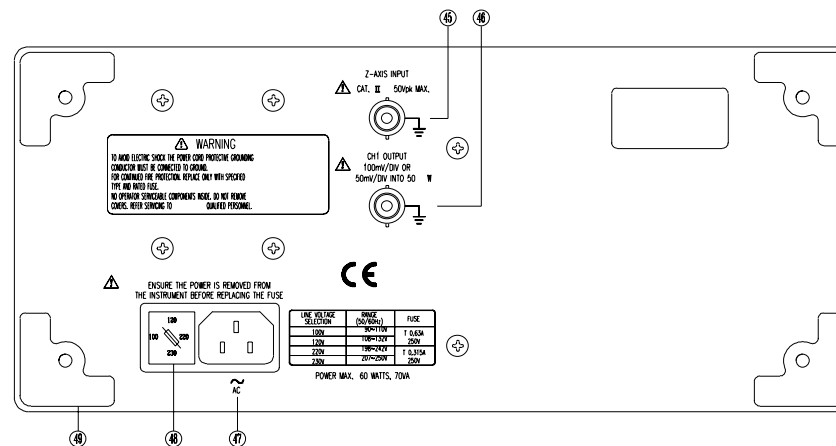 45 46
Z-AXIS INPUT
⚠ CAT. II 50Vpk MAX.
CH1 OUTPUT
100mV/DIV OR
50mV/DIV INTO 50 W
⚠ WARNING
TO AVOID ELECTRIC SHOCK THE POWER CORD PROTECTIVE GROUNDING
CONDUCTOR MUST BE CONNECTED TO GROUND.
FOR CONTINUED FIRE PROTECTION. REPLACE ONLY WITH SPECIFIED
TYPE AND RATED FUSE.
NO OPERATOR SERVICEABLE COMPONENTS INSIDE. DO NOT REMOVE
COVERS. REFER SERVICING TO QUALIFIED PERSONNEL.
CE
ENSURE THE POWER IS REMOVED FROM
THE INSTRUMENT BEFORE REPLACING THE FUSE
120
100 220
230
LINE VOLTAGE SELECTION RANGE (50/60Hz) FUSE
100V 90~110V T 0.63A
120V 108~132V 250V
220V 198~242V T 0.315A
230V 207~250V 250V
POWER MAX. 60 WATTS, 70VA
~
AC
49 48 47